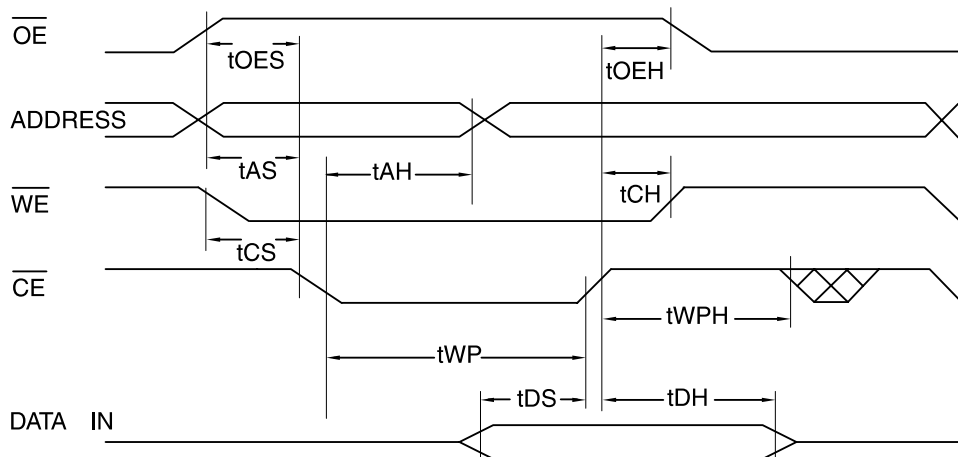 OE
tOES
tOEH
ADDRESS
tAS
tAH
WE
tCH
tCS
CE
tWPH
tWP
tDS
tDH
DATA IN